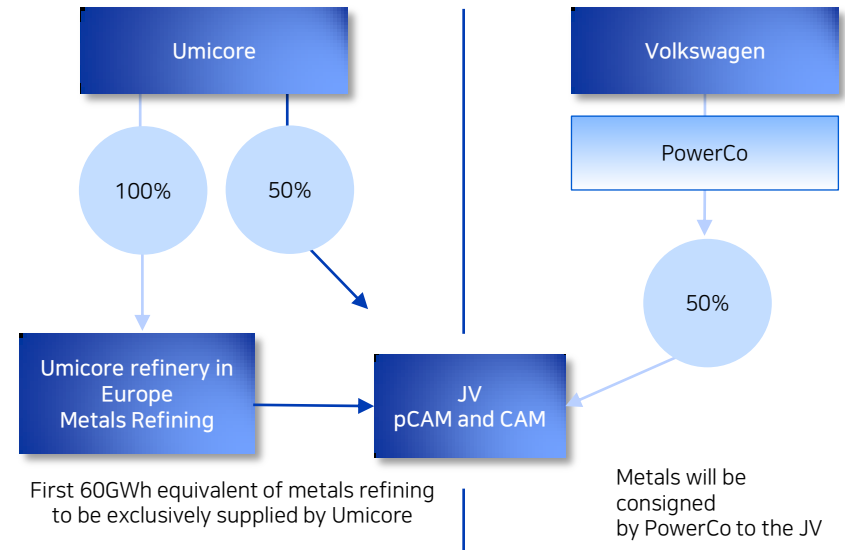 Umicore
Volkswagen
PowerCo
100%
50%
50%
Umicore refinery in
Europe
Metals Refining
JV
pCAM and CAM
First 60GWh equivalent of metals refining
to be exclusively supplied by Umicore
Metals will be
consigned
by PowerCo to the JV